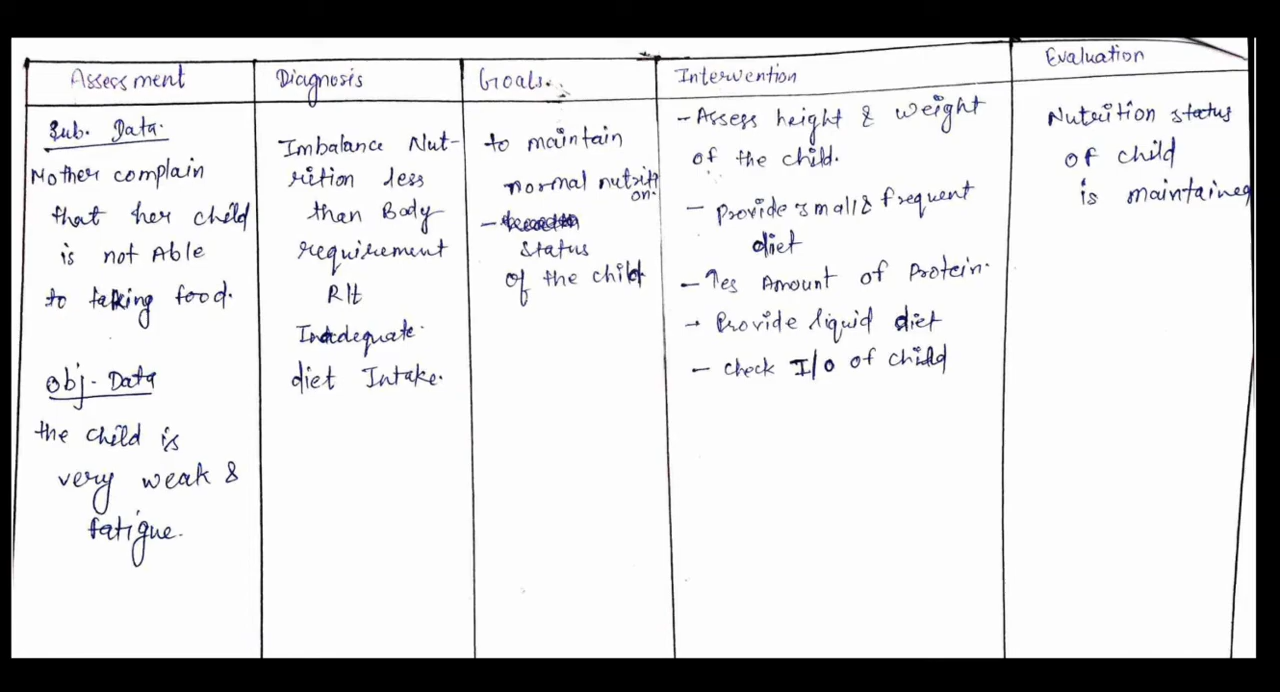 Assessment
Sub. Data.
Mother complain
that her child
is not Able
to taking food.
Obj-Data
the child is
very weak &
fatigue.
Diagnosis
Imbalance Nut-
rition less
than Body
requirement
R/t
Inadequate.
diet Intake.
Goals.
to maintain
normal nutriti
on.
-
status
of the child
Intervention
- Assess height & weight
of the child.
- Provide small & frequent
diet
- ↑es Amount of Protein.
- Provide liquid diet
- check I/O of child
Evaluation
Nutrition status
of child
is maintained